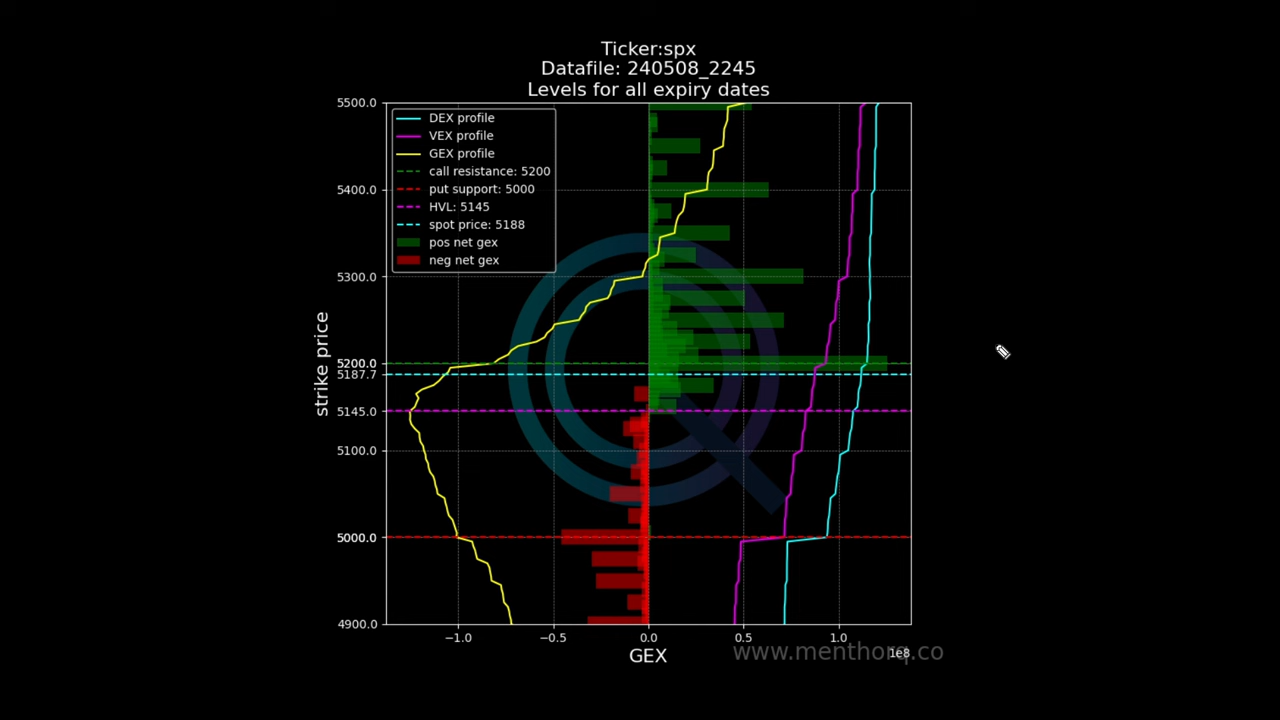 Ticker:spx
Datafile: 240508_2245
Levels for all expiry dates
5500.0
5400.0
5300.0
5200.0
5187.7
5145.0
5100.0
5000.0
4900.0
strike price
DEX profile
VEX profile
GEX profile
call resistance: 5200
put support: 5000
HVL: 5145
spot price: 5188
pos net gex
neg net gex
−1.0 −0.5 0.0 0.5 1.0
1e8
GEX
www.menthorq.co